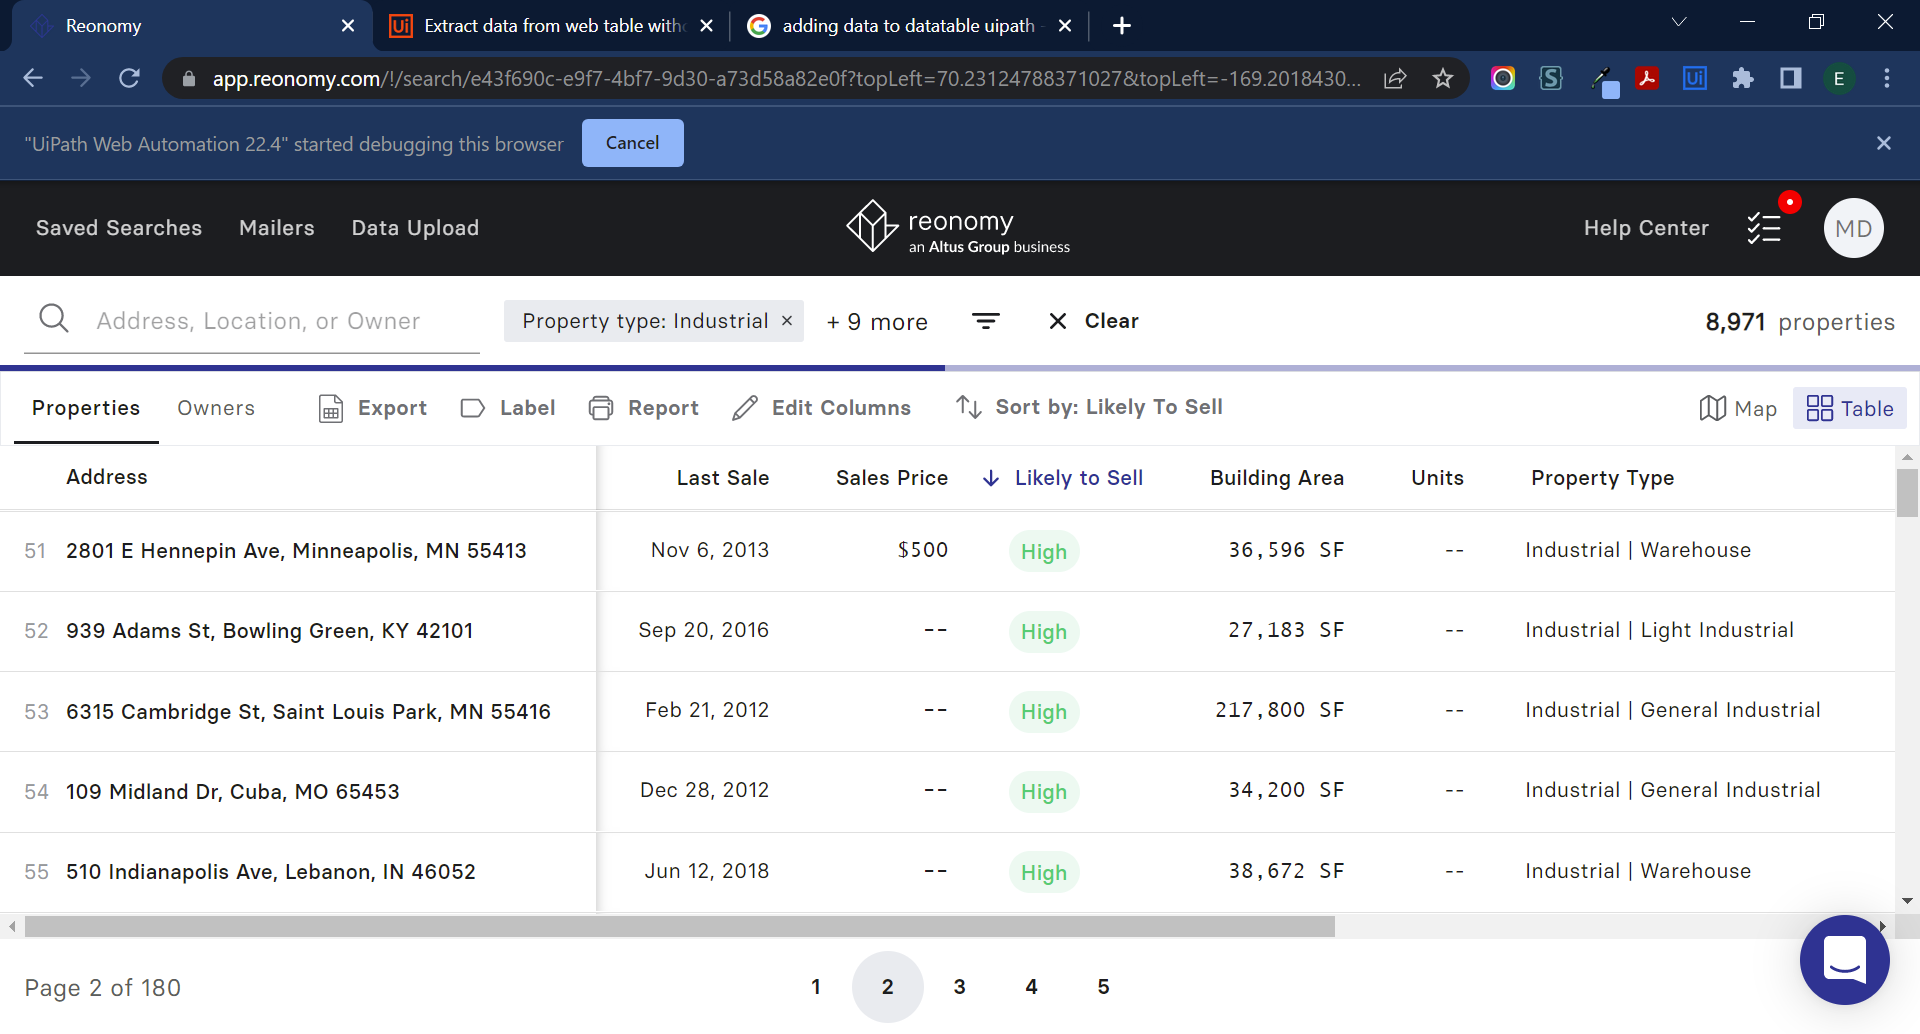 Reonomy
Extract data from web table with
adding data to datatable uipath -
app.reonomy.com/!/search/e43f690c-e9f7-4bf7-9d30-a73d58a82e0f?topLeft=70.23124788371027&topLeft=-169.2018430...
E
"UiPath Web Automation 22.4" started debugging this browser
Cancel
Saved Searches
Mailers
Data Upload
reonomy
an Altus Group business
Help Center
MD
Address, Location, or Owner
Property type: Industrial ×
+ 9 more
Clear
8,971 properties
Properties
Owners
Export
Label
Report
Edit Columns
Sort by: Likely To Sell
Map
Table
Address Last Sale Sales Price Likely to Sell Building Area Units Property Type
51 2801 E Hennepin Ave, Minneapolis, MN 55413 Nov 6, 2013 $500 High 36,596 SF -- Industrial | Warehouse
52 939 Adams St, Bowling Green, KY 42101 Sep 20, 2016 -- High 27,183 SF -- Industrial | Light Industrial
53 6315 Cambridge St, Saint Louis Park, MN 55416 Feb 21, 2012 -- High 217,800 SF -- Industrial | General Industrial
54 109 Midland Dr, Cuba, MO 65453 Dec 28, 2012 -- High 34,200 SF -- Industrial | General Industrial
55 510 Indianapolis Ave, Lebanon, IN 46052 Jun 12, 2018 -- High 38,672 SF -- Industrial | Warehouse
Page 2 of 180
1 2 3 4 5